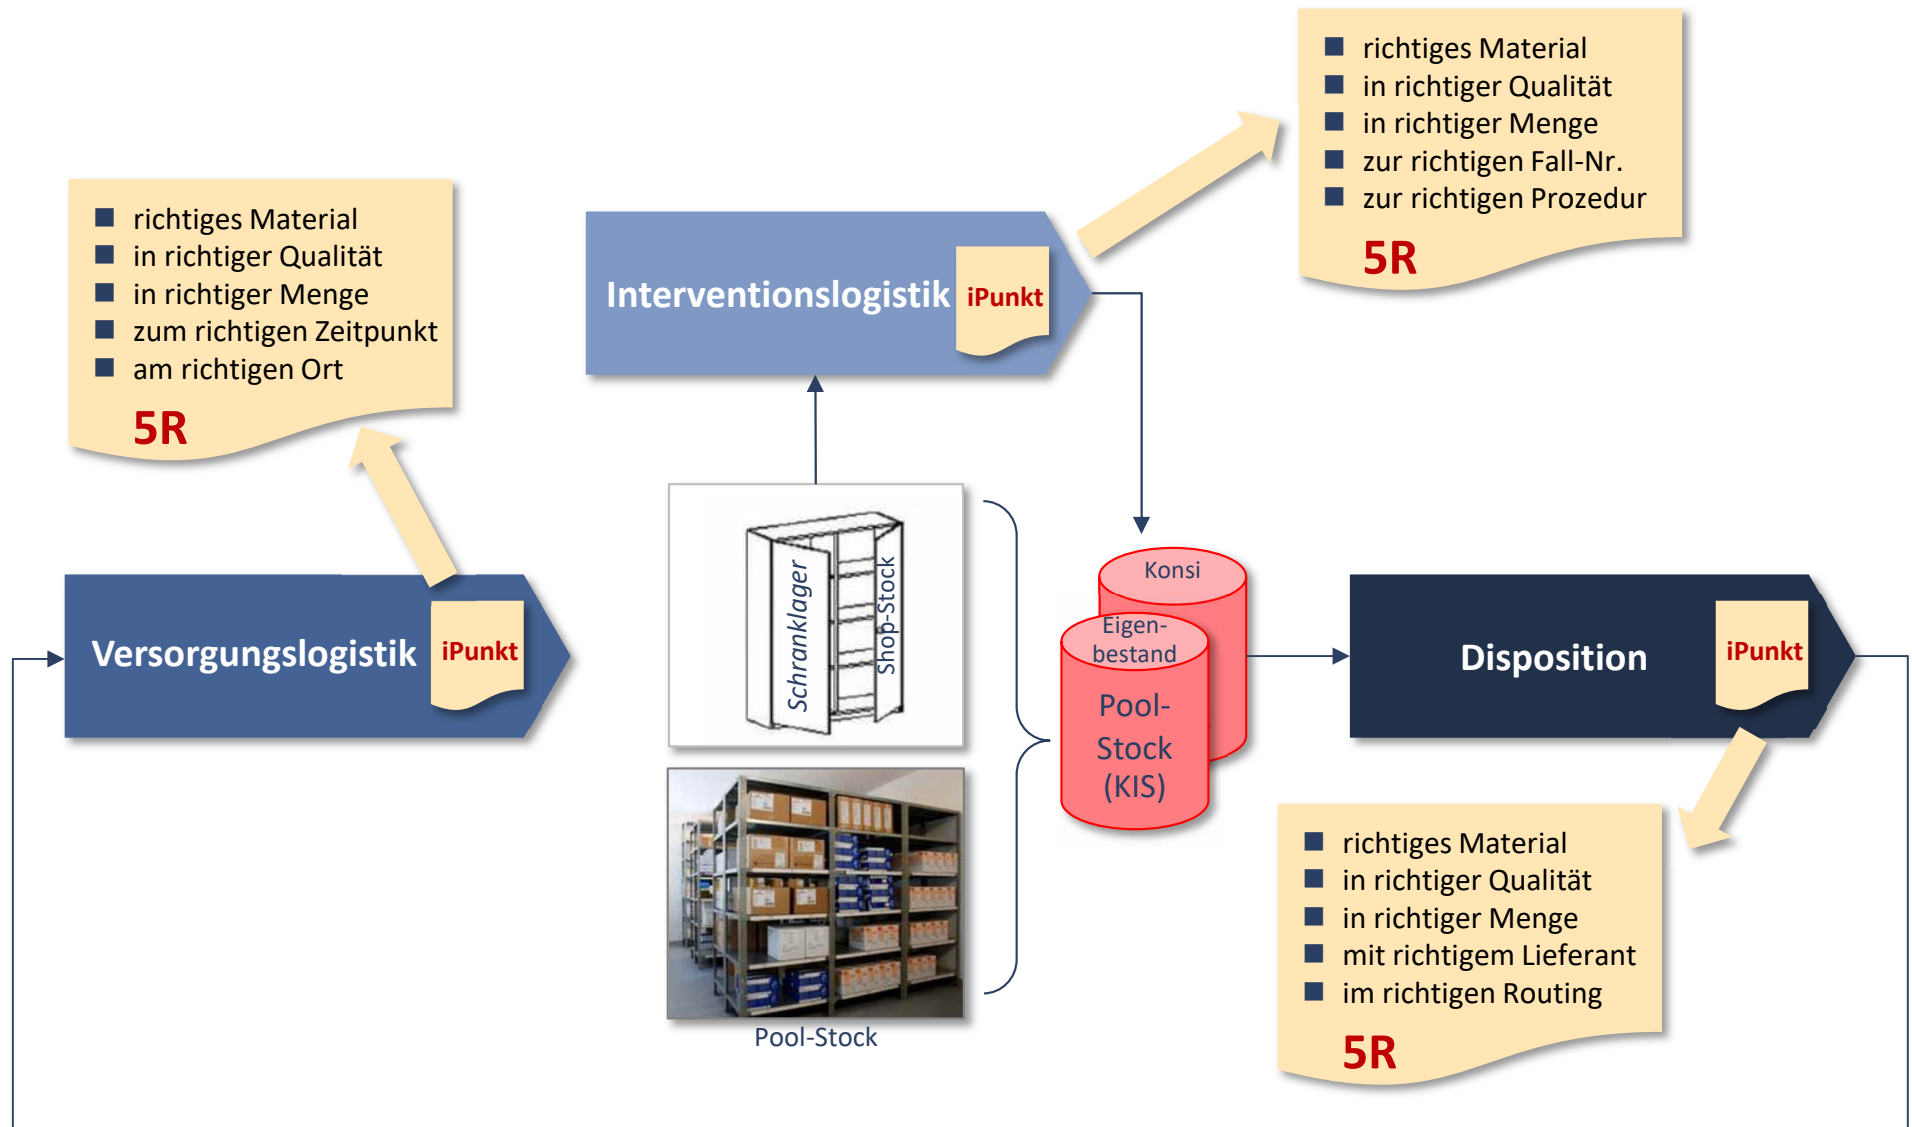 richtiges Material
in richtiger Qualität
in richtiger Menge
zur richtigen Fall-Nr.
zur richtigen Prozedur
5R
richtiges Material
in richtiger Qualität
in richtiger Menge
zum richtigen Zeitpunkt
am richtigen Ort
5R
Interventionslogistik
iPunkt
Versorgungslogistik
iPunkt
Schranklager
Shop-Stock
Pool-Stock
Konsi
Eigen-
bestand
Pool-
Stock
(KIS)
Disposition
iPunkt
richtiges Material
in richtiger Qualität
in richtiger Menge
mit richtigem Lieferant
im richtigen Routing
5R